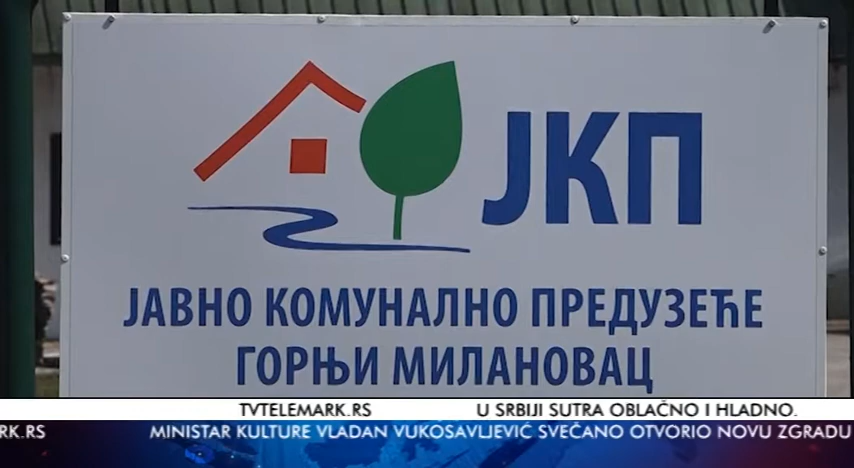 ЈКП
ЈАВНО КОМУНАЛНО ПРЕДУЗЕЋЕ
ГОРЊИ МИЛАНОВАЦ
TVTELEMARK.RS U SRBIJI SUTRA OBLAČNO I HLADNO.
RK.RS MINISTAR KULTURE VLADAN VUKOSAVLJEVIĆ SVEČANO OTVORIO NOVU ZGRADU